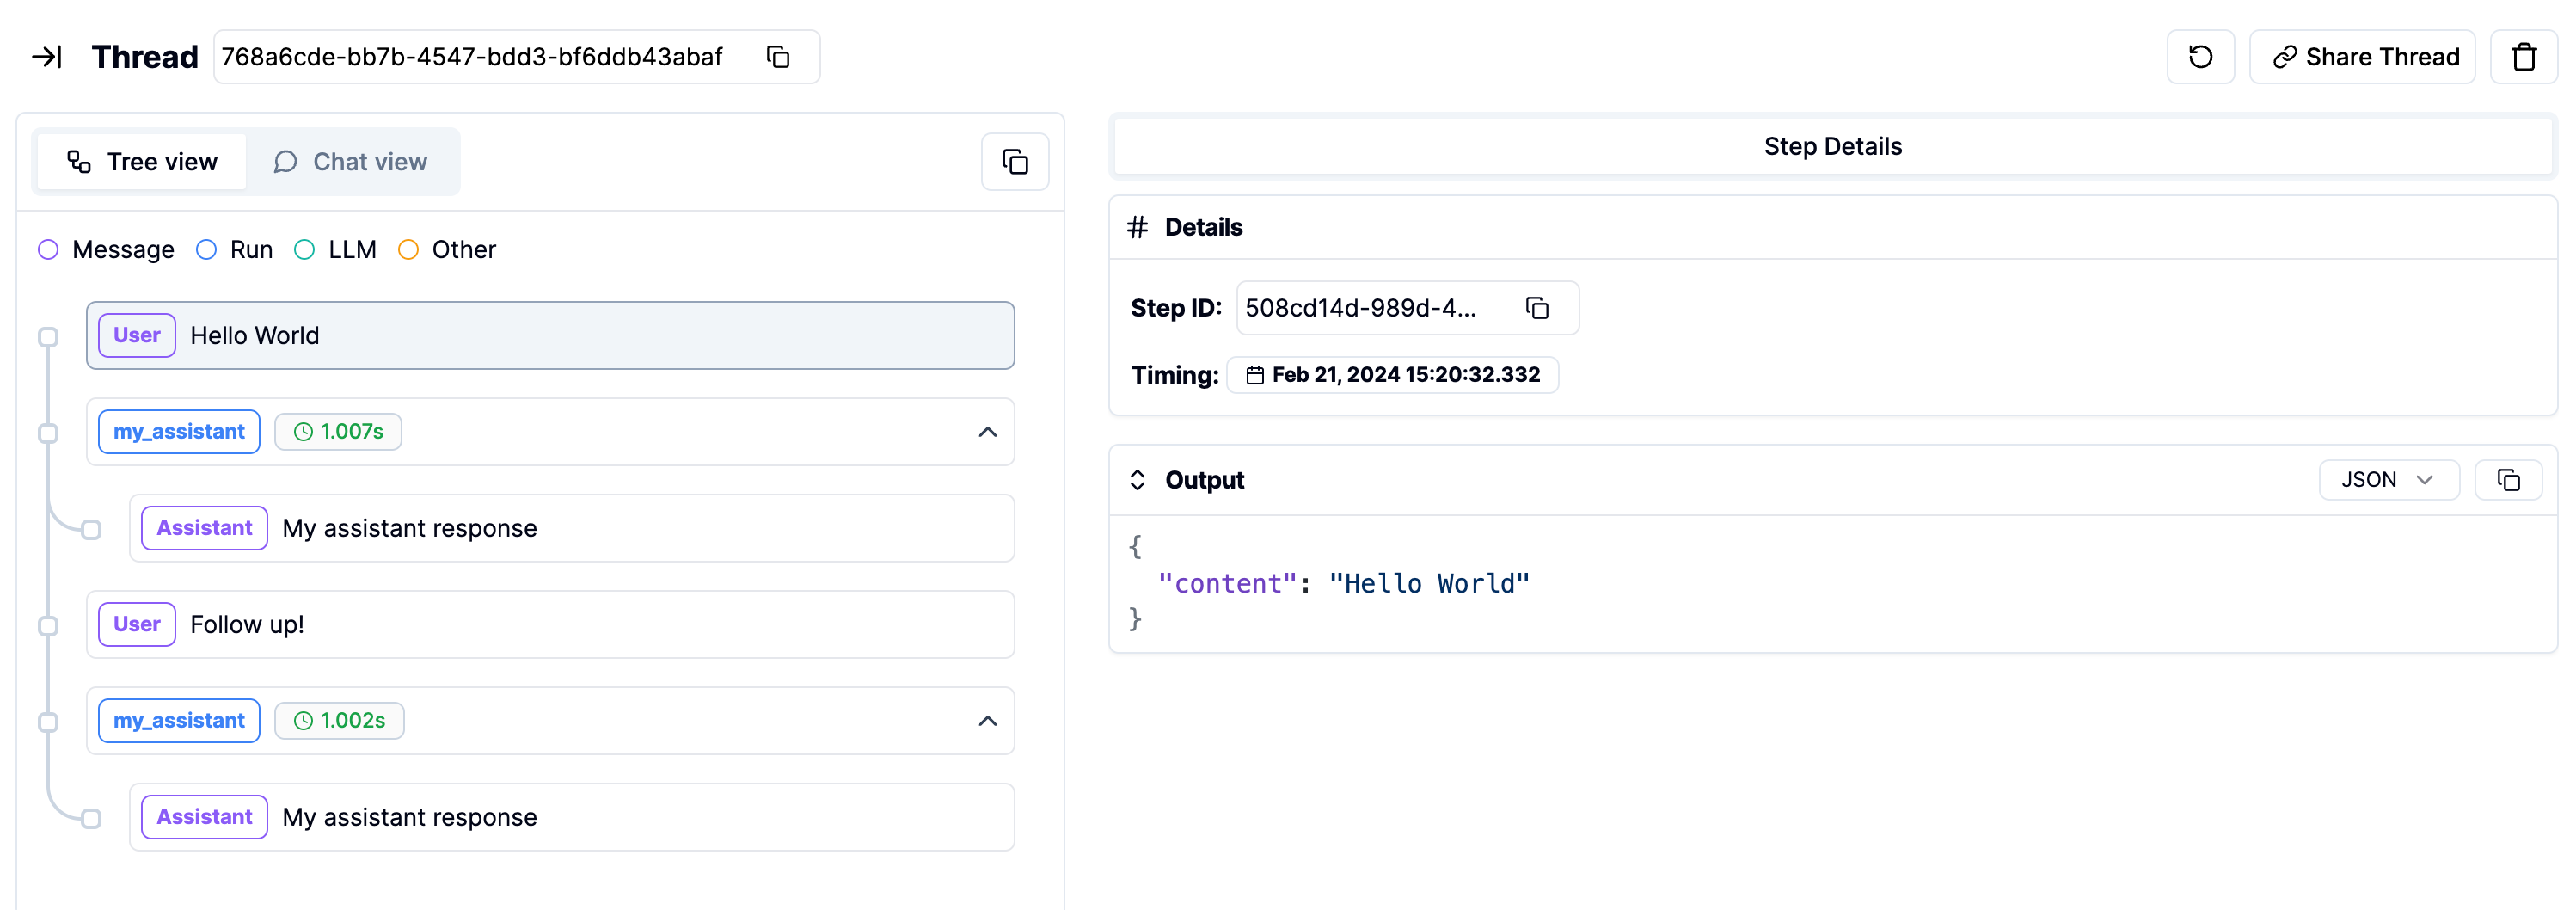 Thread 768a6cde-bb7b-4547-bdd3-bf6ddb43abaf Share Thread
Tree view Chat view
Message Run LLM Other
User Hello World
my_assistant 1.007s
Assistant My assistant response
User Follow up!
my_assistant 1.002s
Assistant My assistant response
Step Details
# Details
Step ID: 508cd14d-989d-4...
Timing: Feb 21, 2024 15:20:32.332
Output JSON
{
"content": "Hello World"
}